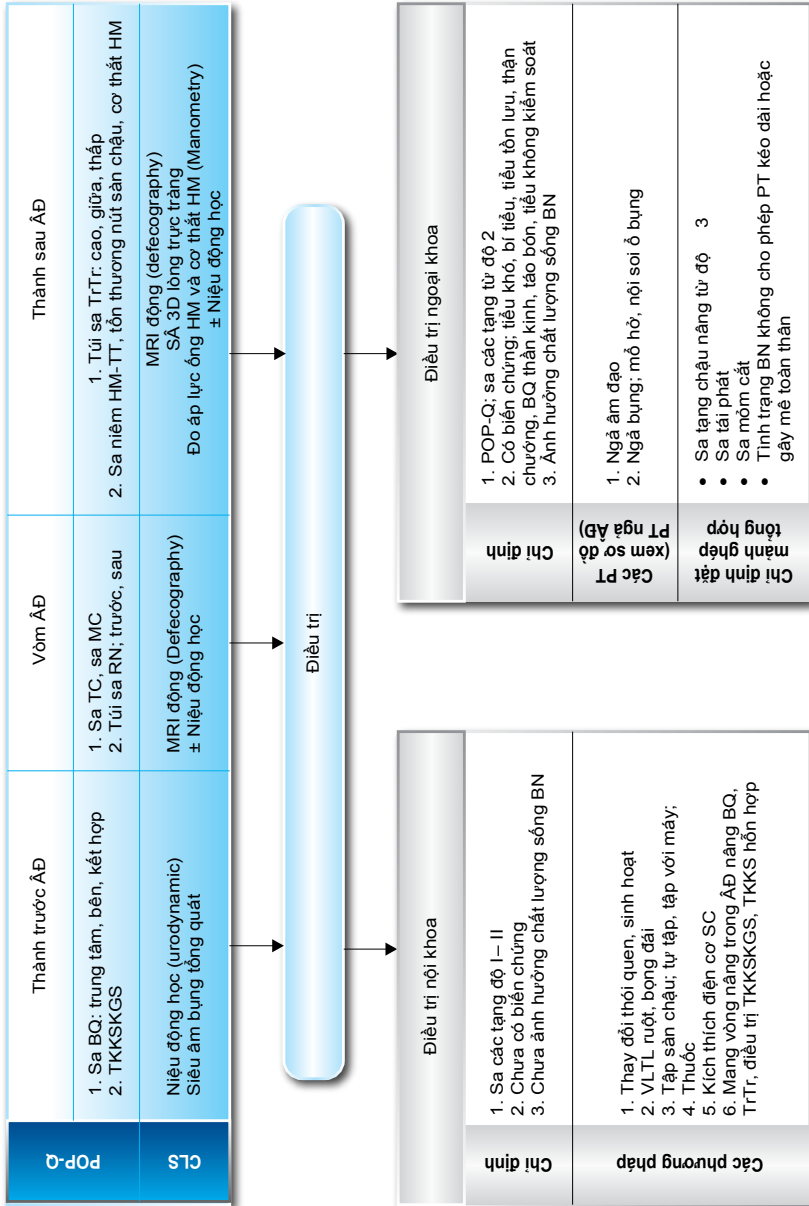 Thành trước ÂĐ
Vòm ÂĐ
Thành sau ÂĐ
POP-Q
1. Sa BQ: trung tâm, bên, kết hợp
2. TKKSKGS
1. Sa TC, sa MC
2. Túi sa RN; trước, sau
1. Túi sa TrTr: cao, giữa, thấp
2. Sa niêm HM-TT, tổn thương nút sàn chậu, cơ thắt HM
CLS
Niệu động học (urodynamic)
Siêu âm bụng tổng quát
MRI động (Defecography)
± Niệu động học
MRI động (defecography)
SÂ 3D lòng trực tràng
Đo áp lực ống HM và cơ thắt HM (Manometry)
± Niệu động học
Điều trị
Điều trị nội khoa
Chỉ định
1. Sa các tạng độ I– II
2. Chưa có biến chứng
3. Chưa ảnh hưởng chất lượng sống BN
Các phương pháp
1. Thay đổi thói quen, sinh hoạt
2. VLTL ruột, bọng đái
3. Tập sàn chậu; tự tập, tập với máy;
4. Thuốc
5. Kích thích điện cơ SC
6. Mang vòng nâng trong ÂĐ nâng BQ,
TrTr, điều trị TKKSKGS, TKKS hỗn hợp
Điều trị ngoại khoa
Chỉ định
1. POP-Q; sa các tạng từ độ 2
2. Có biến chứng; tiểu khó, bí tiểu, tiểu tồn lưu, thận
chướng, BQ thần kinh, táo bón, tiểu không kiểm soát
3. Ảnh hưởng chất lượng sống BN
Các PT
(xem sơ đồ
PT ngả ÂĐ)
1. Ngả âm đạo
2. Ngả bụng; mổ hở, nội soi ổ bụng
Chỉ định đặt
mảnh ghép
tổng hợp
• Sa tạng chậu nặng từ độ 3
• Sa tái phát
• Sa mỏm cắt
• Tình trạng BN không cho phép PT kéo dài hoặc
gây mê toàn thân